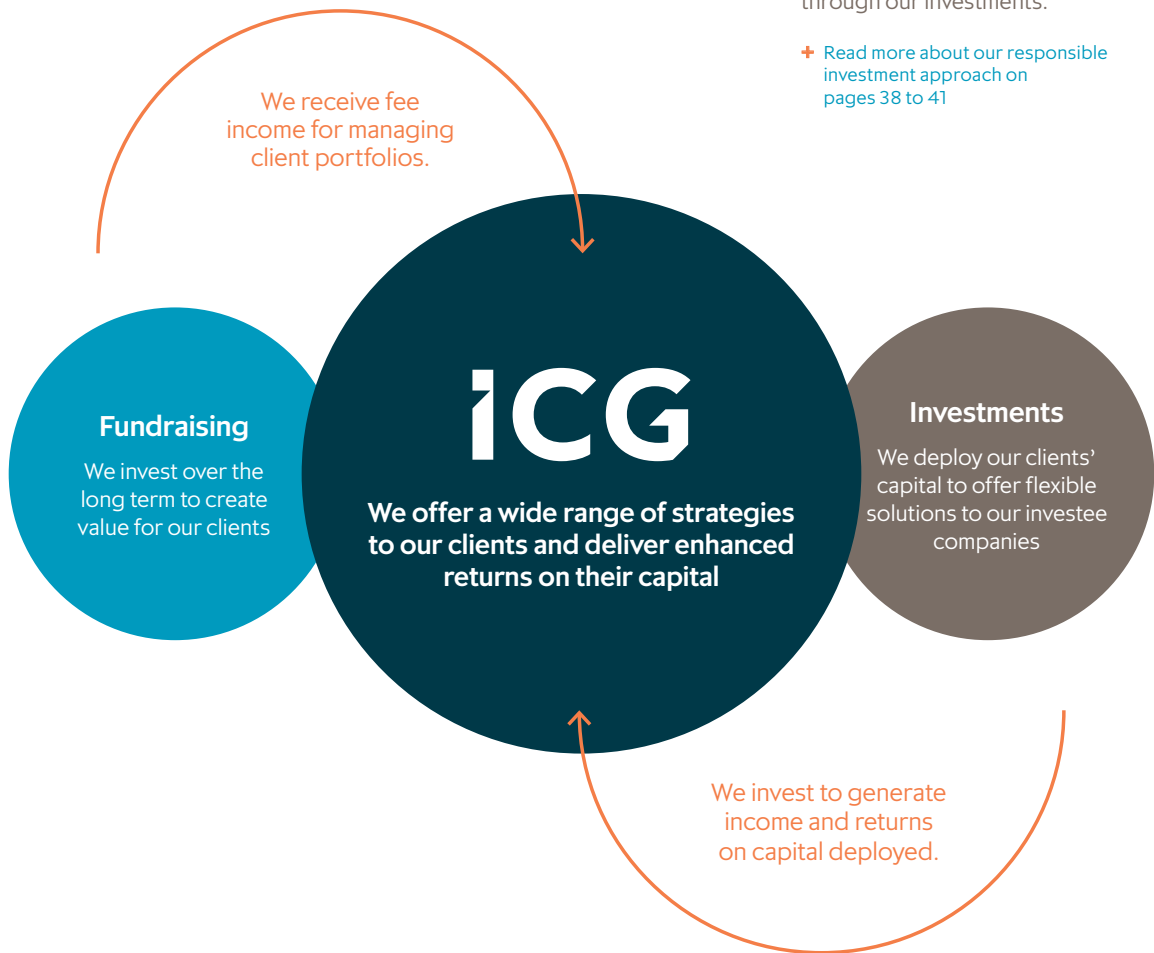 through our investments.
+ Read more about our responsible
investment approach on
pages 38 to 41
We receive fee
income for managing
client portfolios.
Fundraising
We invest over the
long term to create
value for our clients
ICG
We offer a wide range of strategies
to our clients and deliver enhanced
returns on their capital
Investments
We deploy our clients’
capital to offer flexible
solutions to our investee
companies
We invest to generate
income and returns
on capital deployed.